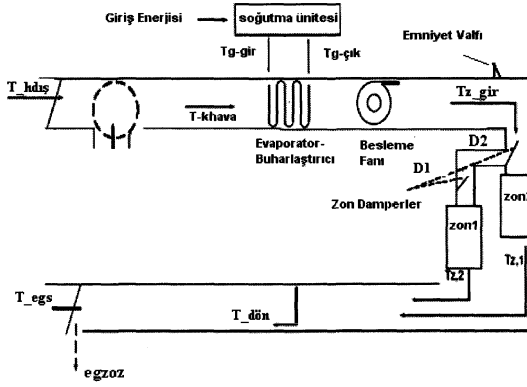 Giriş Enerjisi
soğutma ünitesi
Tg-gir
Tg-çık
Emniyet Valfı
T_hdış
Tz_gir
T-khava
Evaporator-
Buharlaştırıcı
Besleme
Fanı
D2
D1
Zon Damperler
zon1
zon
Tz,2
Tz,1
T_egs
T_dön
egzoz